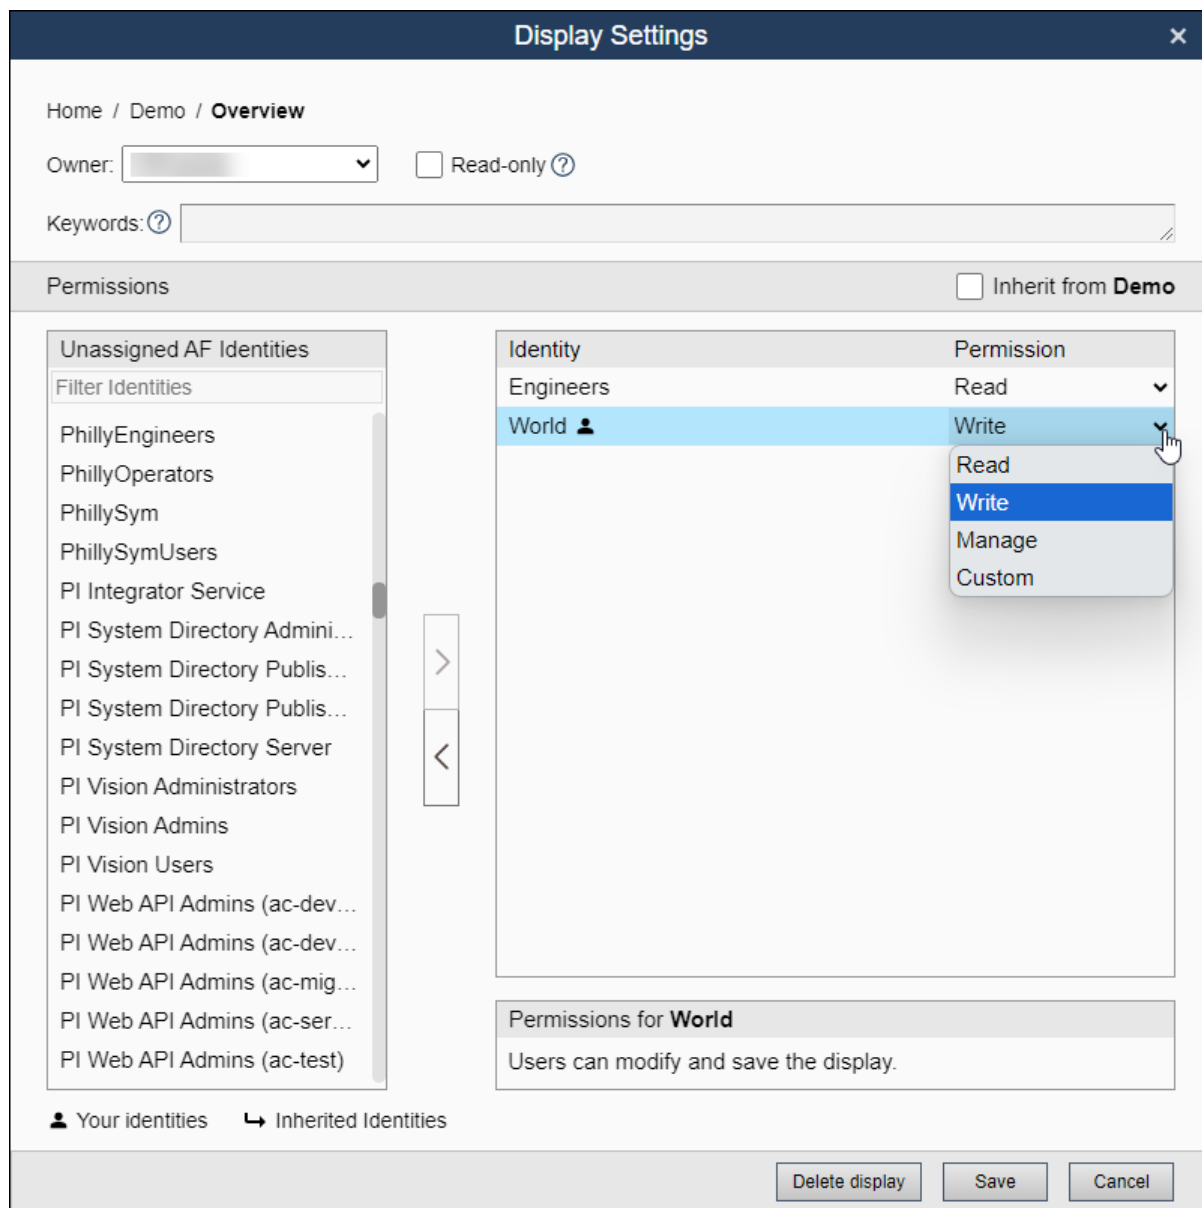 Display Settings ×
Home / Demo / Overview
Owner: Read-only ?
Keywords: ?
Permissions Inherit from Demo
Unassigned AF Identities
Filter Identities
PhillyEngineers
PhillyOperators
PhillySym
PhillySymUsers
PI Integrator Service
PI System Directory Admini...
PI System Directory Publis...
PI System Directory Publis...
PI System Directory Server
PI Vision Administrators
PI Vision Admins
PI Vision Users
PI Web API Admins (ac-dev...
PI Web API Admins (ac-dev...
PI Web API Admins (ac-mig...
PI Web API Admins (ac-ser...
PI Web API Admins (ac-test)
Identity Permission
Engineers Read
World Write
Read
Write
Manage
Custom
Permissions for World
Users can modify and save the display.
Your identities Inherited Identities
Delete display Save Cancel